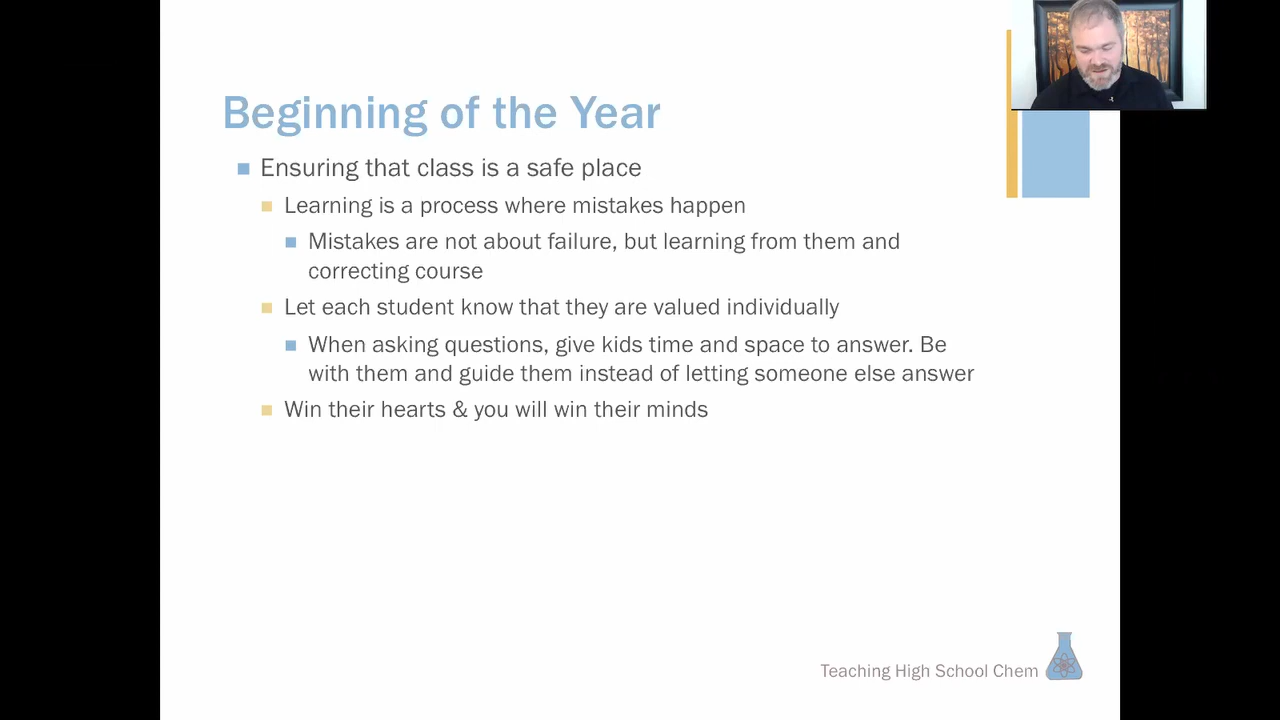 Beginning of the Year
Ensuring that class is a safe place
Learning is a process where mistakes happen
Mistakes are not about failure, but learning from them and
correcting course
Let each student know that they are valued individually
When asking questions, give kids time and space to answer. Be
with them and guide them instead of letting someone else answer
Win their hearts & you will win their minds
Teaching High School Chem